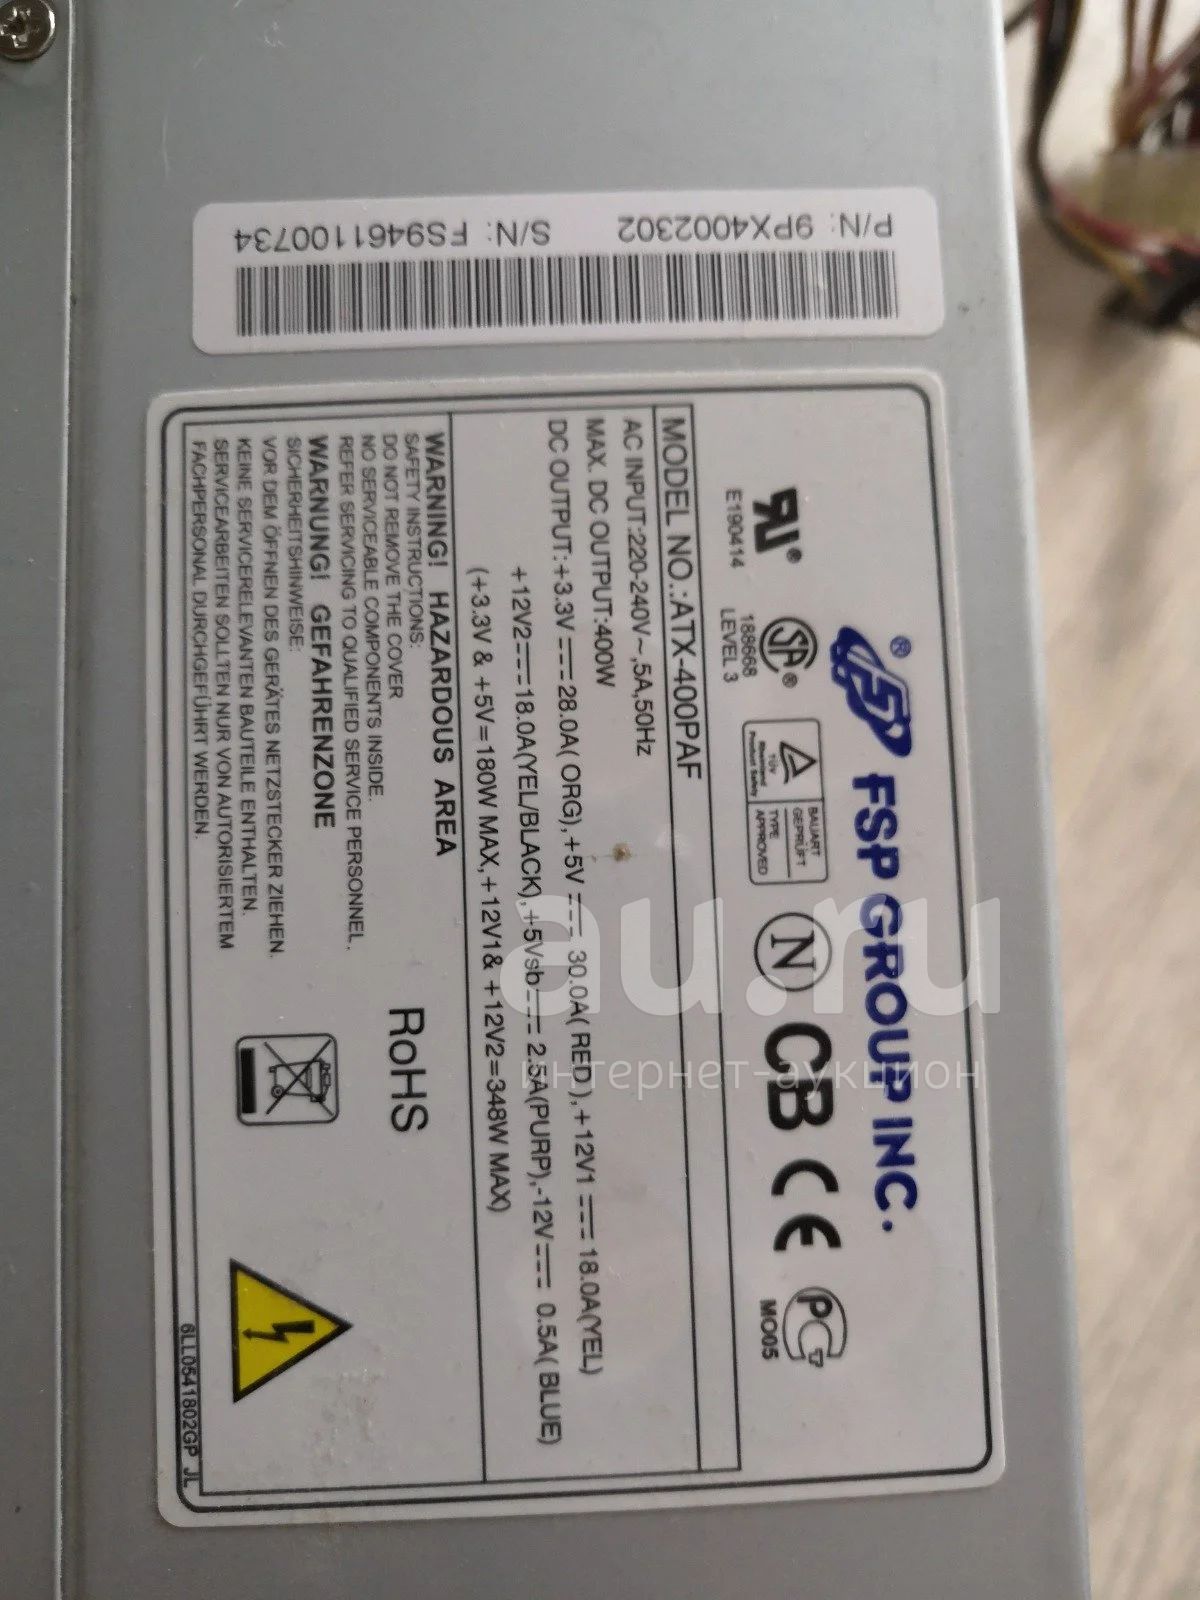 P/N: 9PX4002302 S/N: FS9461100734
FSP GROUP INC.
E190414
188668
LEVEL 3
TÜV
Rheinland
Product Safety
BAUART
GEPRÜFT
TYPE
APPROVED
N
CB
CE
MO05
MODEL NO.:ATX-400PAF
AC INPUT:220-240V~,5A,50Hz
MAX. DC OUTPUT:400W
DC OUTPUT:+3.3V⎓28.0A( ORG),+5V⎓30.0A( RED ),+12V1⎓18.0A(YEL)
+12V2⎓18.0A(YEL/BLACK),+5Vsb⎓2.5A(PURP),-12V⎓0.5A( BLUE)
(+3.3V & +5V=180W MAX,+12V1& +12V2=348W MAX)
WARNING! HAZARDOUS AREA
SAFETY INSTRUCTIONS:
DO NOT REMOVE THE COVER
NO SERVICEABLE COMPONENTS INSIDE.
REFER SERVICING TO QUALIFIED SERVICE PERSONNEL.
WARNUNG! GEFAHRENZONE
SICHERHEITSHINWEISE:
VOR DEM ÖFFNEN DES GERÄTES NETZSTECKER ZIEHEN.
KEINE SERVICERELEVANTEN BAUTEILE ENTHALTEN.
SERVICEARBEITEN SOLLTEN NUR VON AUTORISIERTEM
FACHPERSONAL DURCHGEFÜHRT WERDEN.
RoHS
6LL0541802GP JL
au.ru
интернет-аукцион